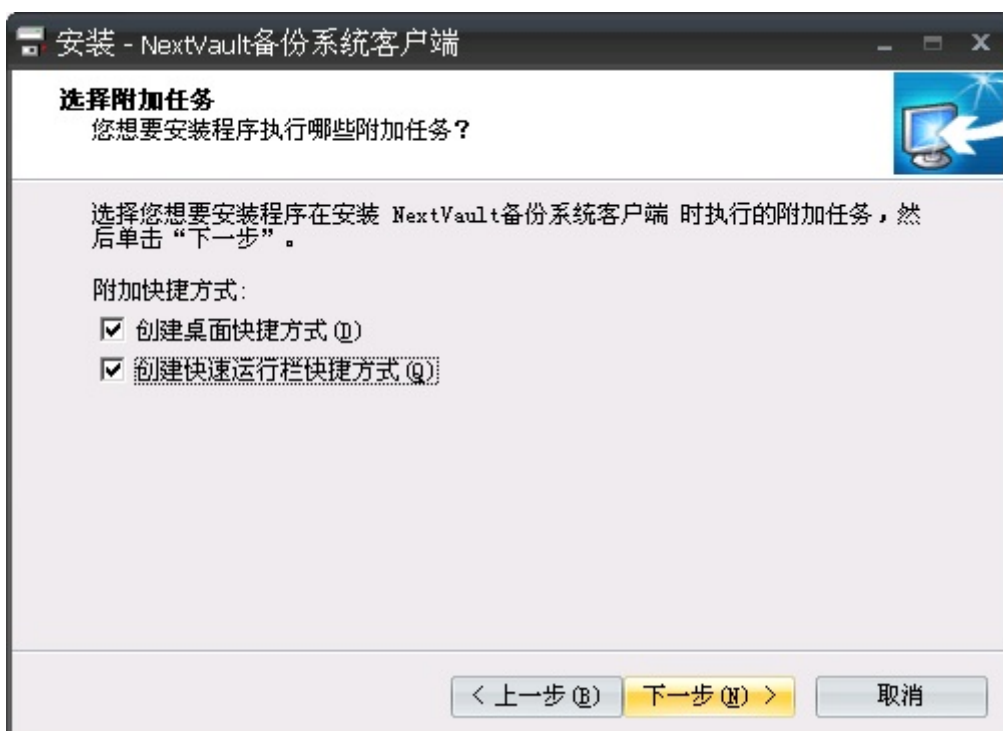 安装 - NextVault备份系统客户端
选择附加任务
您想要安装程序执行哪些附加任务？
选择您想要安装程序在安装 NextVault备份系统客户端 时执行的附加任务，然
后单击“下一步”。
附加快捷方式:
创建桌面快捷方式(D)
创建快速运行栏快捷方式(Q)
< 上一步(B) 下一步(N) > 取消